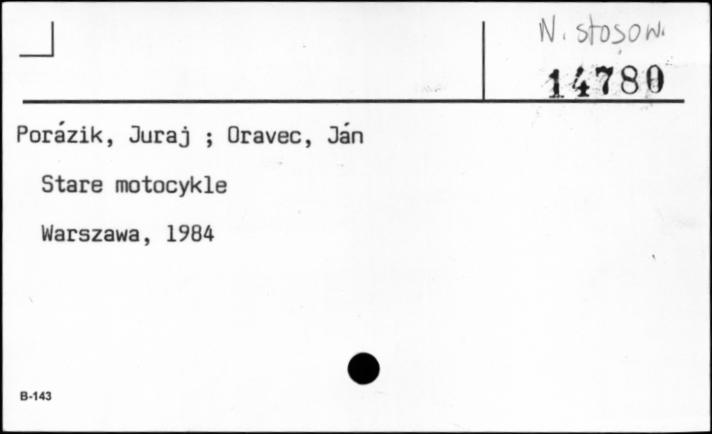 N. stosow.
14780
Porázik, Juraj ; Oravec, Ján
Stare motocykle
Warszawa, 1984
B-143